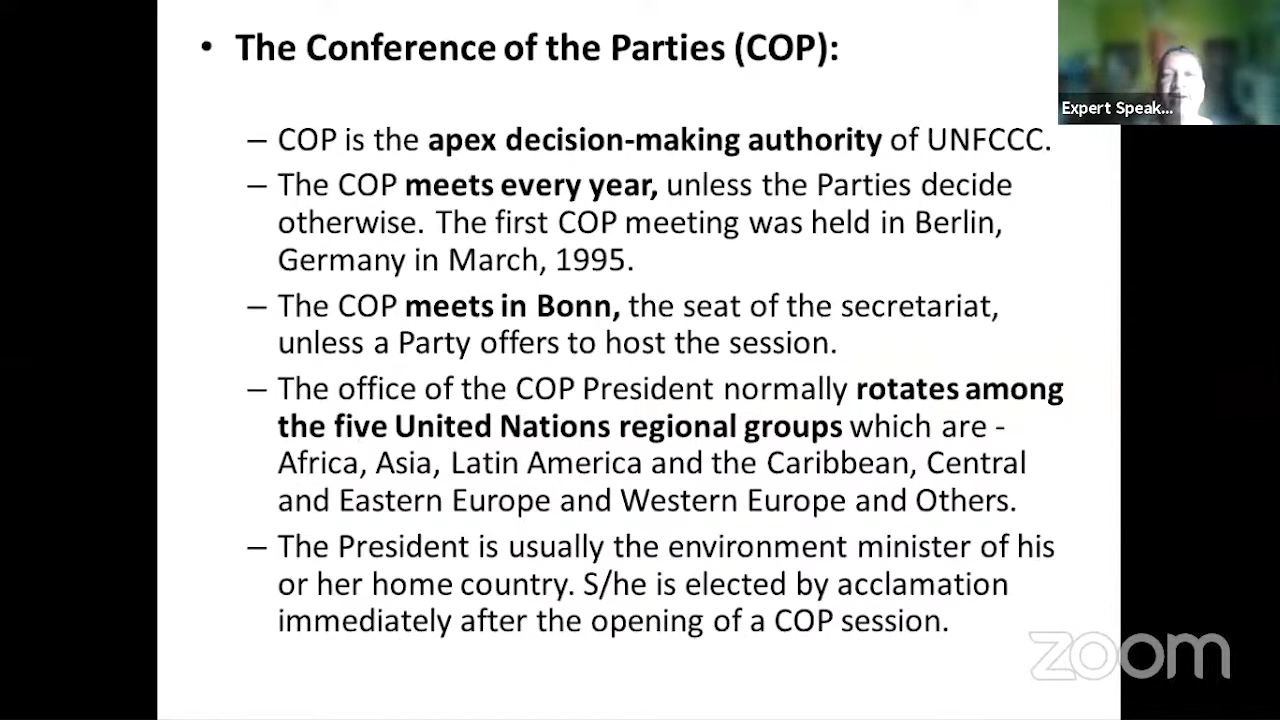 • The Conference of the Parties (COP):
Expert Speak...
– COP is the apex decision-making authority of UNFCCC.
– The COP meets every year, unless the Parties decide
otherwise. The first COP meeting was held in Berlin,
Germany in March, 1995.
– The COP meets in Bonn, the seat of the secretariat,
unless a Party offers to host the session.
– The office of the COP President normally rotates among
the five United Nations regional groups which are -
Africa, Asia, Latin America and the Caribbean, Central
and Eastern Europe and Western Europe and Others.
– The President is usually the environment minister of his
or her home country. S/he is elected by acclamation
immediately after the opening of a COP session.
zoom